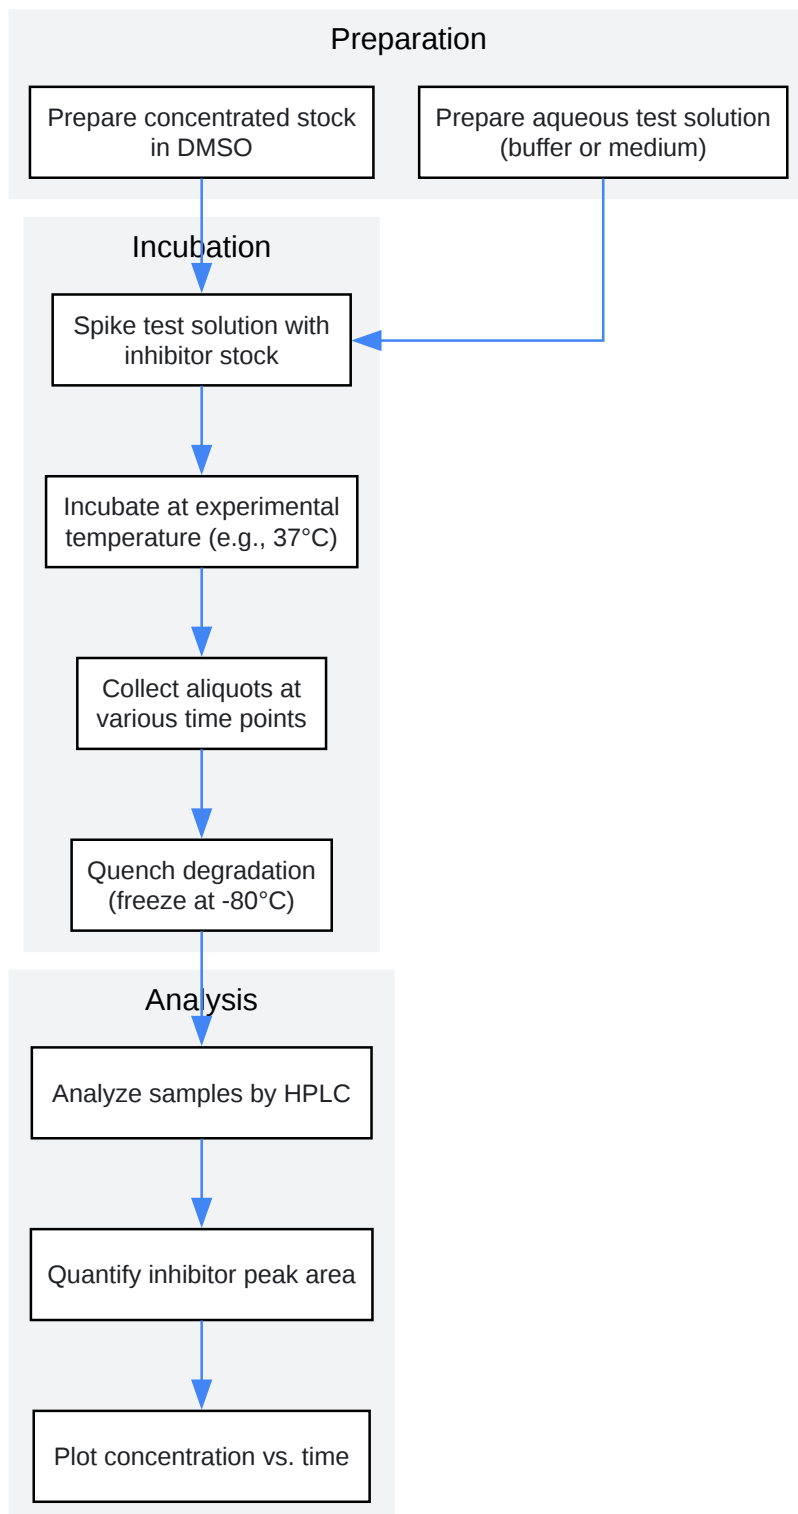 Preparation
Prepare concentrated stock
in DMSO
Prepare aqueous test solution
(buffer or medium)
Incubation
Spike test solution with
inhibitor stock
Incubate at experimental
temperature (e.g., 37°C)
Collect aliquots at
various time points
Quench degradation
(freeze at -80°C)
Analysis
Analyze samples by HPLC
Quantify inhibitor peak area
Plot concentration vs. time